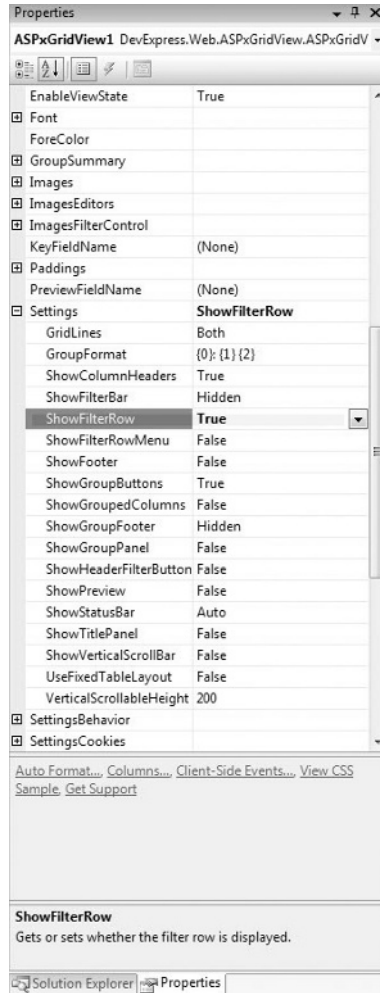 Properties
ASPxGridView1 DevExpress.Web.ASPxGridView.ASPxGridV
EnableViewState True
Font
ForeColor
GroupSummary
Images
ImagesEditors
ImagesFilterControl
KeyFieldName (None)
Paddings
PreviewFieldName (None)
Settings ShowFilterRow
GridLines Both
GroupFormat {0}: {1} {2}
ShowColumnHeaders True
ShowFilterBar Hidden
ShowFilterRow True
ShowFilterRowMenu False
ShowFooter False
ShowGroupButtons True
ShowGroupedColumns False
ShowGroupFooter Hidden
ShowGroupPanel False
ShowHeaderFilterButton False
ShowPreview False
ShowStatusBar Auto
ShowTitlePanel False
ShowVerticalScrollBar False
UseFixedTableLayout False
VerticalScrollableHeight 200
SettingsBehavior
SettingsCookies
Auto Format..., Columns..., Client-Side Events..., View CSS
Sample, Get Support
ShowFilterRow
Gets or sets whether the filter row is displayed.
Solution Explorer Properties